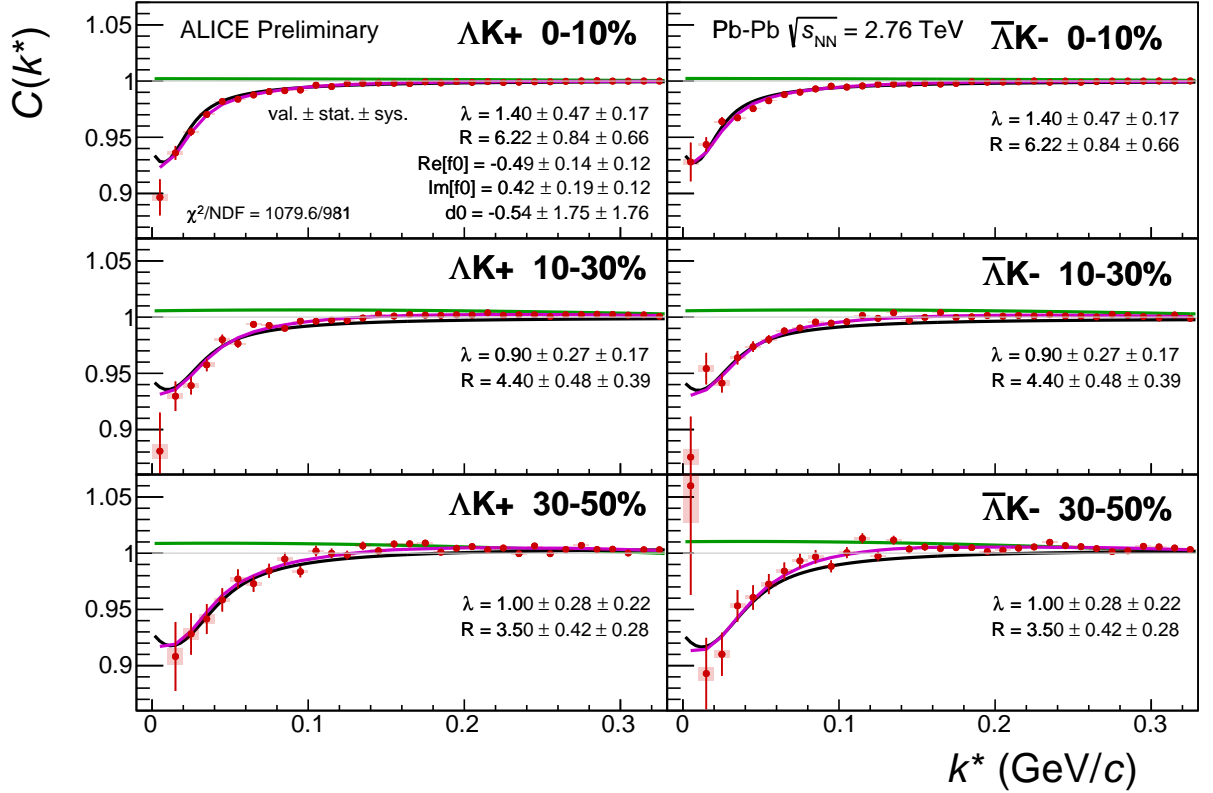 C(k*)
ALICE Preliminary
ΛK+ 0-10%
1.05
1
0.95
0.9
val. ± stat. ± sys.
λ = 1.40 ± 0.47 ± 0.17
R = 6.22 ± 0.84 ± 0.66
Re[f0] = -0.49 ± 0.14 ± 0.12
Im[f0] = 0.42 ± 0.19 ± 0.12
d0 = -0.54 ± 1.75 ± 1.76
χ²/NDF = 1079.6/981
Pb-Pb √sNN = 2.76 TeV
Λ̅K- 0-10%
λ = 1.40 ± 0.47 ± 0.17
R = 6.22 ± 0.84 ± 0.66
ΛK+ 10-30%
1.05
1
0.95
0.9
λ = 0.90 ± 0.27 ± 0.17
R = 4.40 ± 0.48 ± 0.39
Λ̅K- 10-30%
λ = 0.90 ± 0.27 ± 0.17
R = 4.40 ± 0.48 ± 0.39
ΛK+ 30-50%
1.05
1
0.95
0.9
λ = 1.00 ± 0.28 ± 0.22
R = 3.50 ± 0.42 ± 0.28
Λ̅K- 30-50%
λ = 1.00 ± 0.28 ± 0.22
R = 3.50 ± 0.42 ± 0.28
0 0.1 0.2 0.3 0 0.1 0.2 0.3
k* (GeV/c)